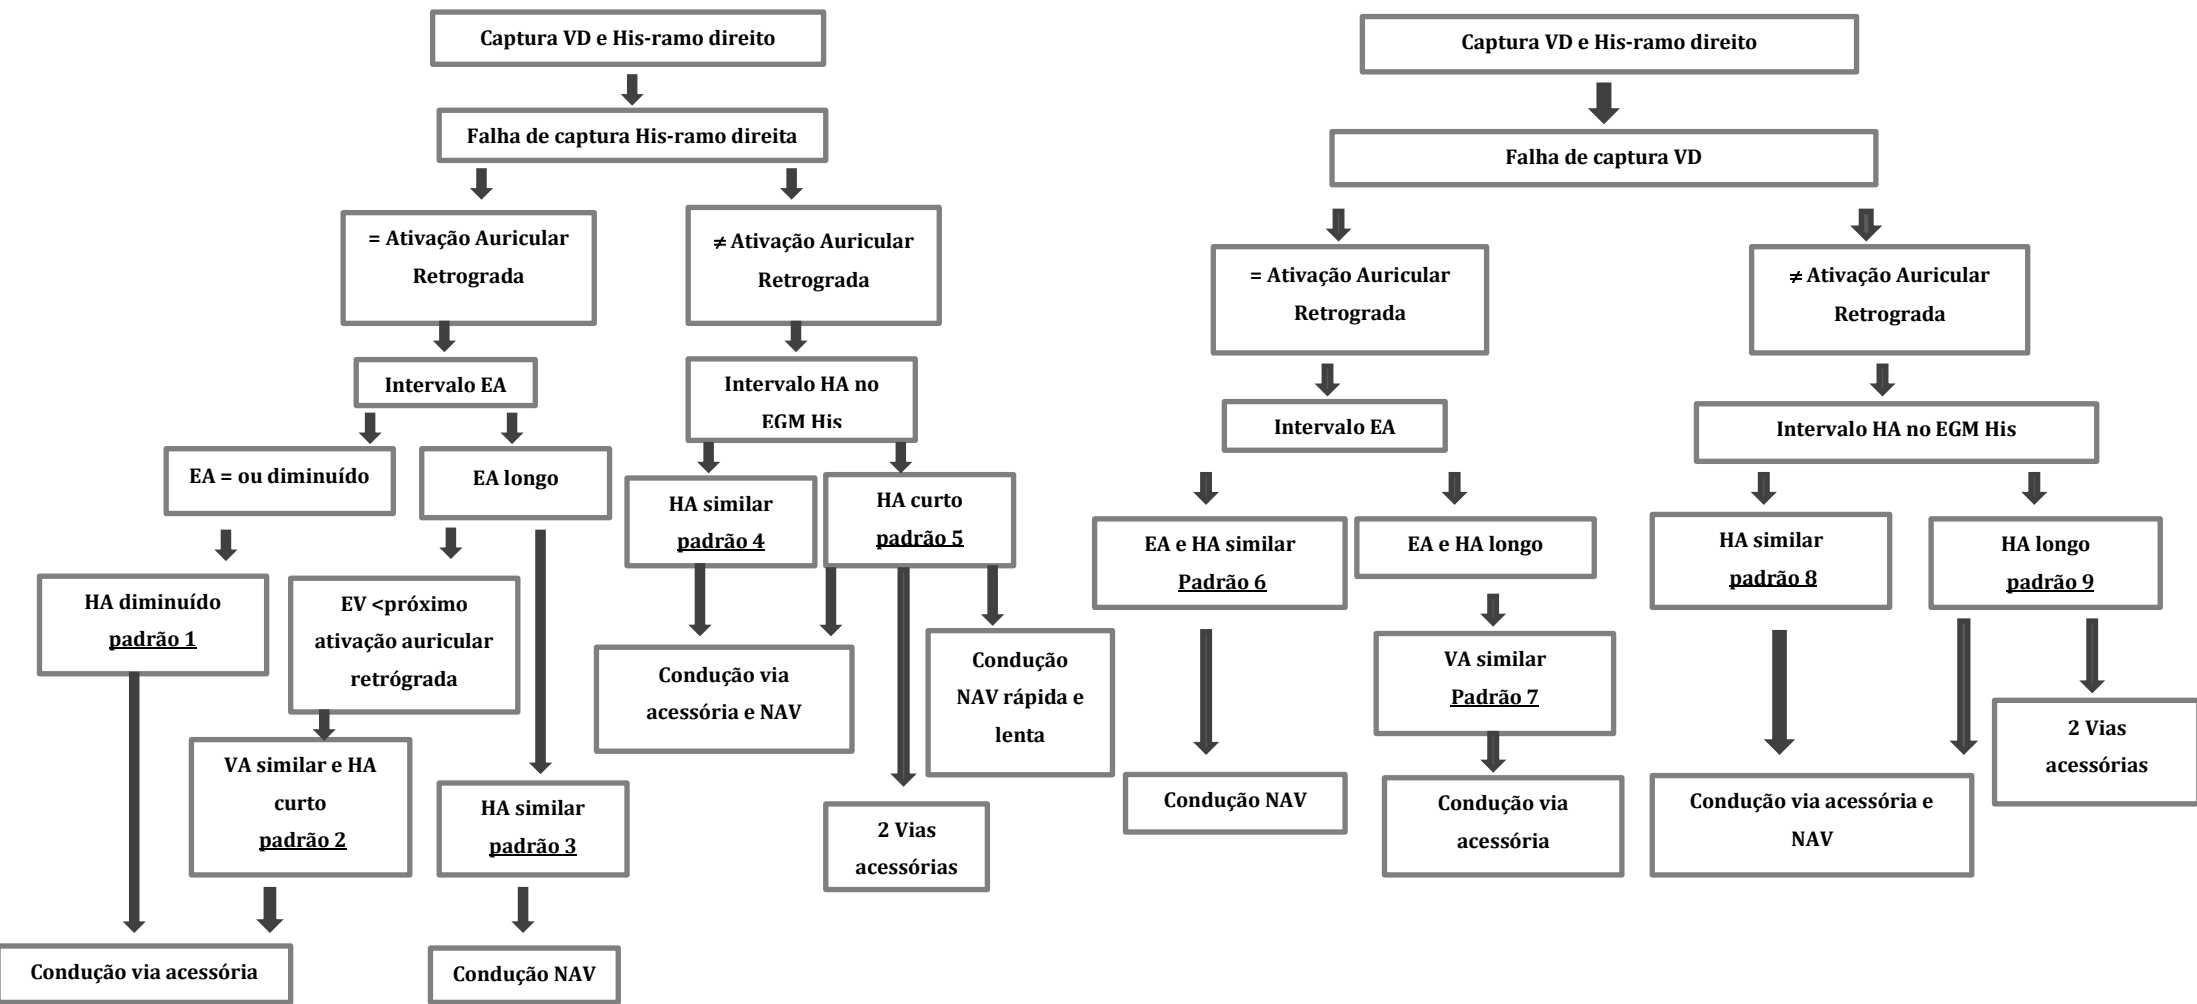 Captura VD e His-ramo direito
Falha de captura His-ramo direita
= Ativação Auricular
Retrograda
≠ Ativação Auricular
Retrograda
Intervalo EA
Intervalo HA no
EGM His
EA = ou diminuído
EA longo
HA similar
padrão 4
HA curto
padrão 5
HA diminuído
padrão 1
EV <próximo
ativação auricular
retrógrada
Condução via
acessória e NAV
Condução
NAV rápida e
lenta
VA similar e HA
curto
padrão 2
HA similar
padrão 3
2 Vias
acessórias
Condução via acessória
Condução NAV
Captura VD e His-ramo direito
Falha de captura VD
= Ativação Auricular
Retrograda
≠ Ativação Auricular
Retrograda
Intervalo EA
Intervalo HA no EGM His
EA e HA similar
Padrão 6
EA e HA longo
HA similar
padrão 8
HA longo
padrão 9
VA similar
Padrão 7
2 Vias
acessórias
Condução NAV
Condução via
acessória
Condução via acessória e
NAV